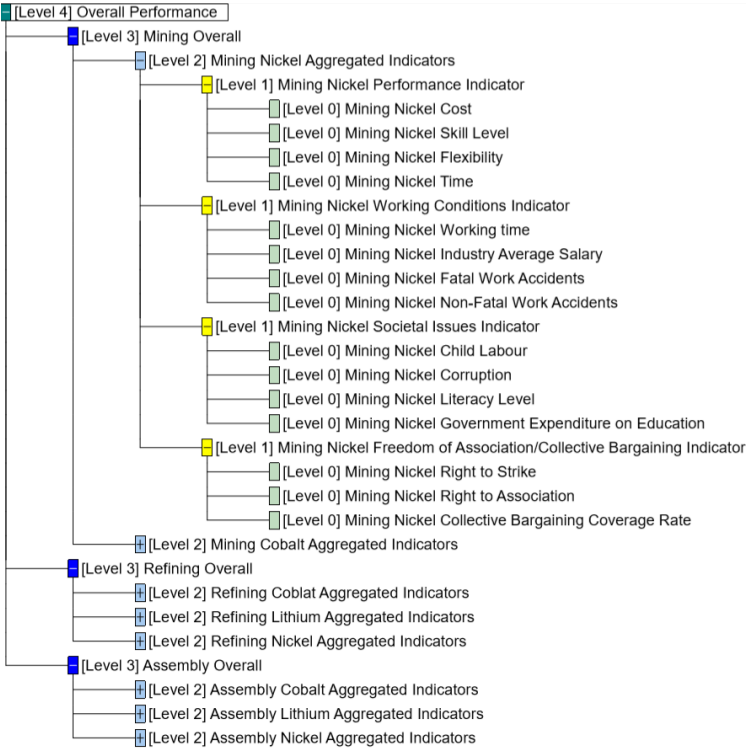 [Level 4] Overall Performance
[Level 3] Mining Overall
[Level 2] Mining Nickel Aggregated Indicators
[Level 1] Mining Nickel Performance Indicator
[Level 0] Mining Nickel Cost
[Level 0] Mining Nickel Skill Level
[Level 0] Mining Nickel Flexibility
[Level 0] Mining Nickel Time
[Level 1] Mining Nickel Working Conditions Indicator
[Level 0] Mining Nickel Working time
[Level 0] Mining Nickel Industry Average Salary
[Level 0] Mining Nickel Fatal Work Accidents
[Level 0] Mining Nickel Non-Fatal Work Accidents
[Level 1] Mining Nickel Societal Issues Indicator
[Level 0] Mining Nickel Child Labour
[Level 0] Mining Nickel Corruption
[Level 0] Mining Nickel Literacy Level
[Level 0] Mining Nickel Government Expenditure on Education
[Level 1] Mining Nickel Freedom of Association/Collective Bargaining Indicator
[Level 0] Mining Nickel Right to Strike
[Level 0] Mining Nickel Right to Association
[Level 0] Mining Nickel Collective Bargaining Coverage Rate
[Level 2] Mining Cobalt Aggregated Indicators
[Level 3] Refining Overall
[Level 2] Refining Coblat Aggregated Indicators
[Level 2] Refining Lithium Aggregated Indicators
[Level 2] Refining Nickel Aggregated Indicators
[Level 3] Assembly Overall
[Level 2] Assembly Cobalt Aggregated Indicators
[Level 2] Assembly Lithium Aggregated Indicators
[Level 2] Assembly Nickel Aggregated Indicators